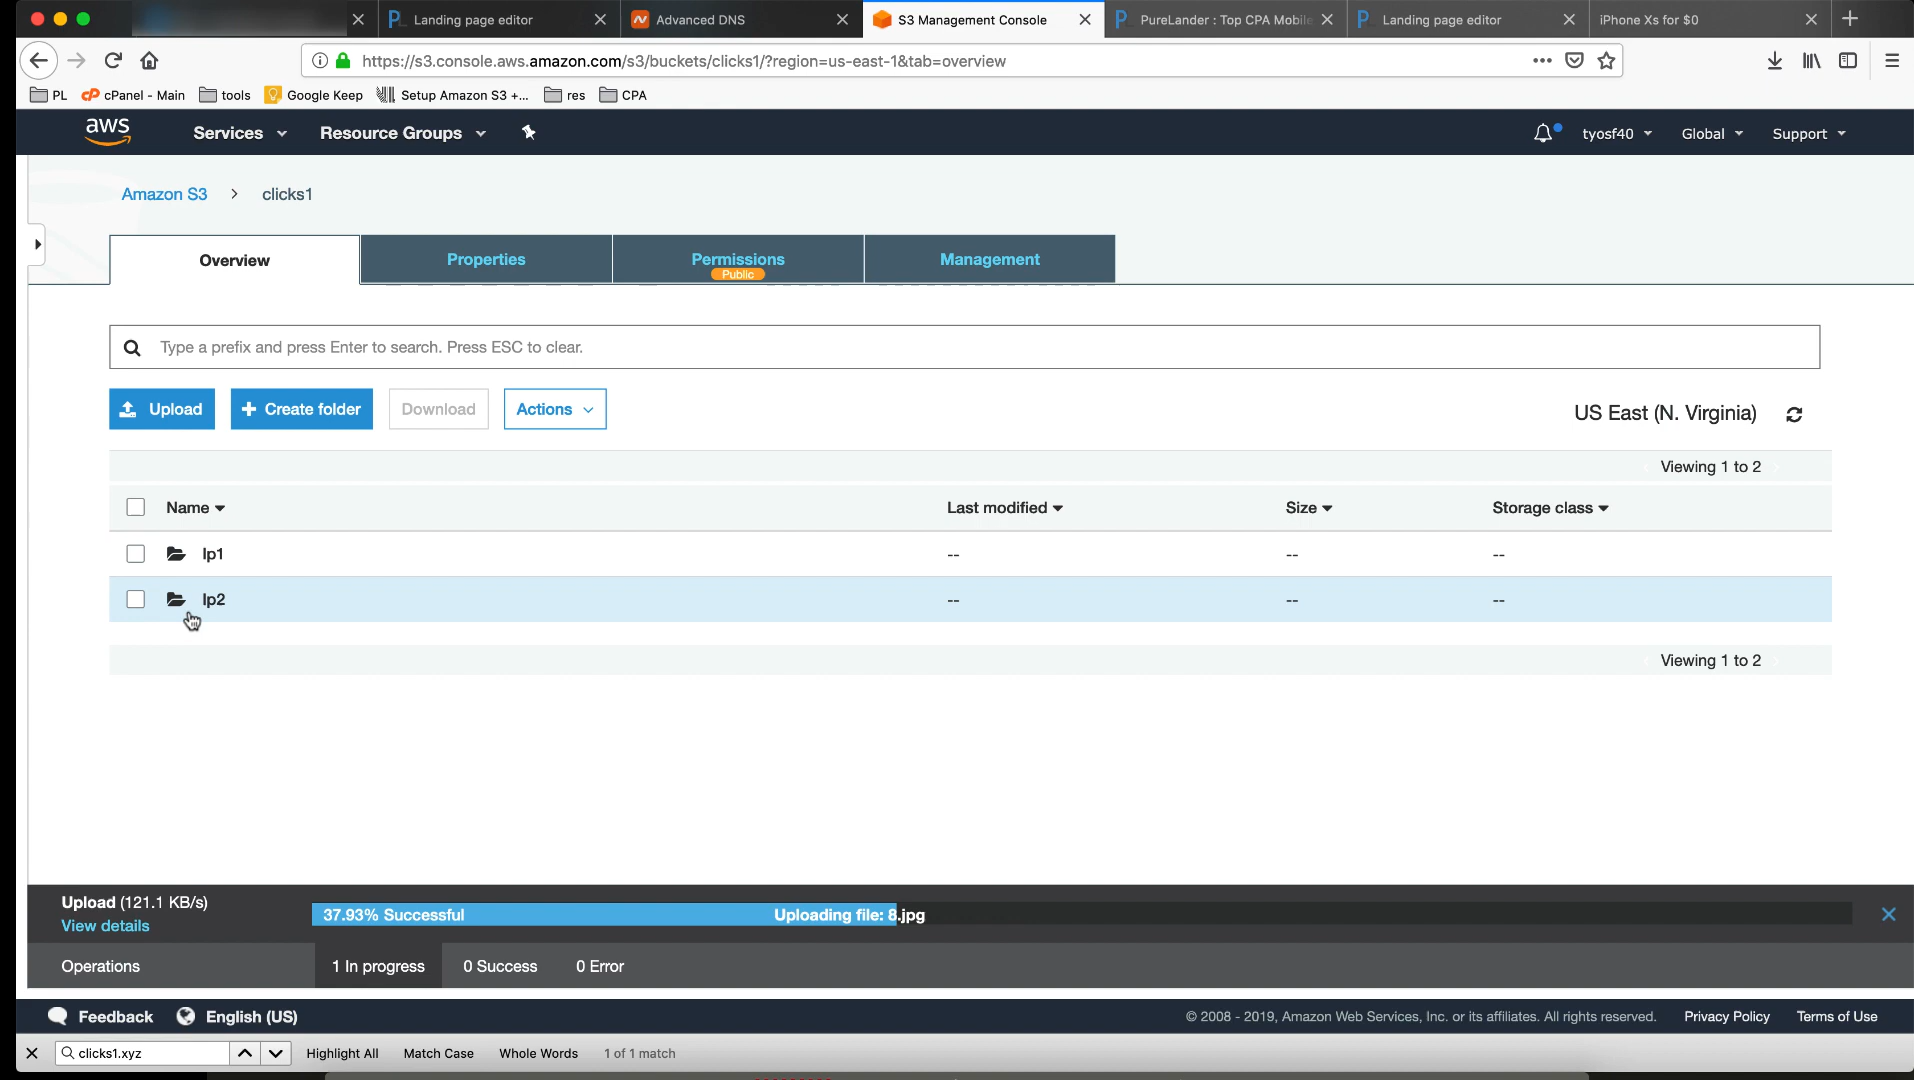 Landing page editor
Advanced DNS
S3 Management Console
PureLander : Top CPA Mobile
Landing page editor
iPhone Xs for $0
https://s3.console.aws.amazon.com/s3/buckets/clicks1/?region=us-east-1&tab=overview
PL
cPanel - Main
tools
Google Keep
Setup Amazon S3 +...
res
CPA
aws
Services
Resource Groups
tyosf40
Global
Support
Amazon S3 > clicks1
Overview
Properties
Permissions
Public
Management
Type a prefix and press Enter to search. Press ESC to clear.
Upload
Create folder
Download
Actions
US East (N. Virginia)
Viewing 1 to 2
Name
Last modified
Size
Storage class
lp1 -- -- --
lp2 -- -- --
Viewing 1 to 2
Upload (121.1 KB/s)
View details
37.93% Successful
Uploading file: 8.jpg
Operations
1 In progress
0 Success
0 Error
Feedback
English (US)
© 2008 - 2019, Amazon Web Services, Inc. or its affiliates. All rights reserved.
Privacy Policy
Terms of Use
clicks1.xyz
Highlight All
Match Case
Whole Words
1 of 1 match